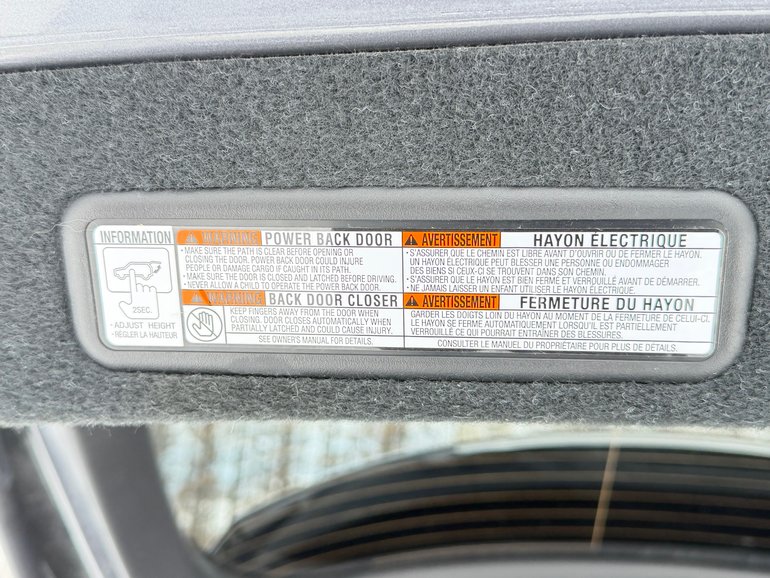 INFORMATION
2SEC.
• ADJUST HEIGHT
• RÉGLER LA HAUTEUR
WARNING POWER BACK DOOR
• MAKE SURE THE PATH IS CLEAR BEFORE OPENING OR
CLOSING THE DOOR. POWER BACK DOOR COULD INJURE
PEOPLE OR DAMAGE CARGO IF CAUGHT IN ITS PATH.
• MAKE SURE THE DOOR IS CLOSED AND LATCHED BEFORE DRIVING.
• NEVER ALLOW A CHILD TO OPERATE THE POWER BACK DOOR.
WARNING BACK DOOR CLOSER
KEEP FINGERS AWAY FROM THE DOOR WHEN
CLOSING. DOOR CLOSES AUTOMATICALLY WHEN
PARTIALLY LATCHED AND COULD CAUSE INJURY.
SEE OWNER'S MANUAL FOR DETAILS.
AVERTISSEMENT HAYON ÉLECTRIQUE
• S'ASSURER QUE LE CHEMIN EST LIBRE AVANT D'OUVRIR OU DE FERMER LE HAYON.
UN HAYON ÉLECTRIQUE PEUT BLESSER UNE PERSONNE OU ENDOMMAGER
DES BIENS SI CEUX-CI SE TROUVENT DANS SON CHEMIN.
• S'ASSURER QUE LE HAYON EST BIEN FERMÉ ET VERROUILLÉ AVANT DE DÉMARRER.
• NE JAMAIS LAISSER UN ENFANT UTILISER LE HAYON ÉLECTRIQUE.
AVERTISSEMENT FERMETURE DU HAYON
GARDER LES DOIGTS LOIN DU HAYON AU MOMENT DE LA FERMETURE DE CELUI-CI.
LE HAYON SE FERME AUTOMATIQUEMENT LORSQU'IL EST PARTIELLEMENT
VERROUILLÉ CE QUI POURRAIT ENTRAÎNER DES BLESSURES.
CONSULTER LE MANUEL DU PROPRIÉTAIRE POUR PLUS DE DÉTAILS.